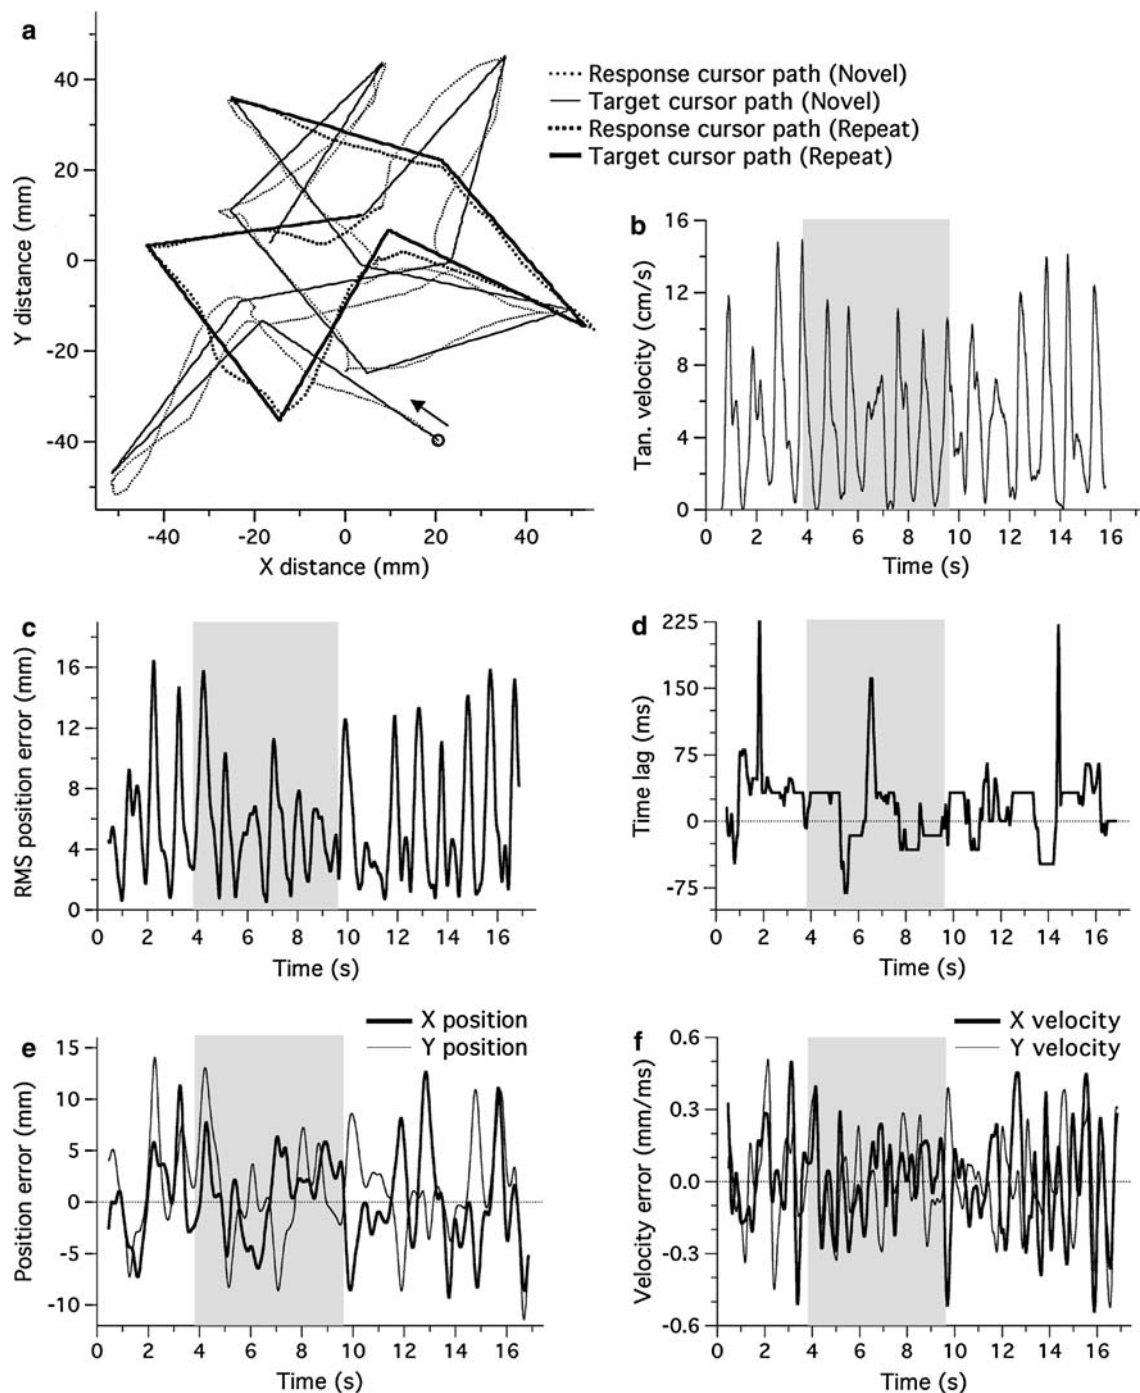 a
40
20
0
-20
-40
Y distance (mm)
-40 -20 0 20 40
X distance (mm)
Response cursor path (Novel)
Target cursor path (Novel)
Response cursor path (Repeat)
Target cursor path (Repeat)
b
16
12
8
4
0
Tan. velocity (cm/s)
0 2 4 6 8 10 12 14 16
Time (s)
c
16
12
8
4
0
RMS position error (mm)
0 2 4 6 8 10 12 14 16
Time (s)
d
225
150
75
0
-75
Time lag (ms)
0 2 4 6 8 10 12 14 16
Time (s)
e
X position
Y position
15
10
5
0
-5
-10
Position error (mm)
0 2 4 6 8 10 12 14 16
Time (s)
f
X velocity
Y velocity
0.6
0.3
0.0
-0.3
-0.6
Velocity error (mm/ms)
0 2 4 6 8 10 12 14 16
Time (s)